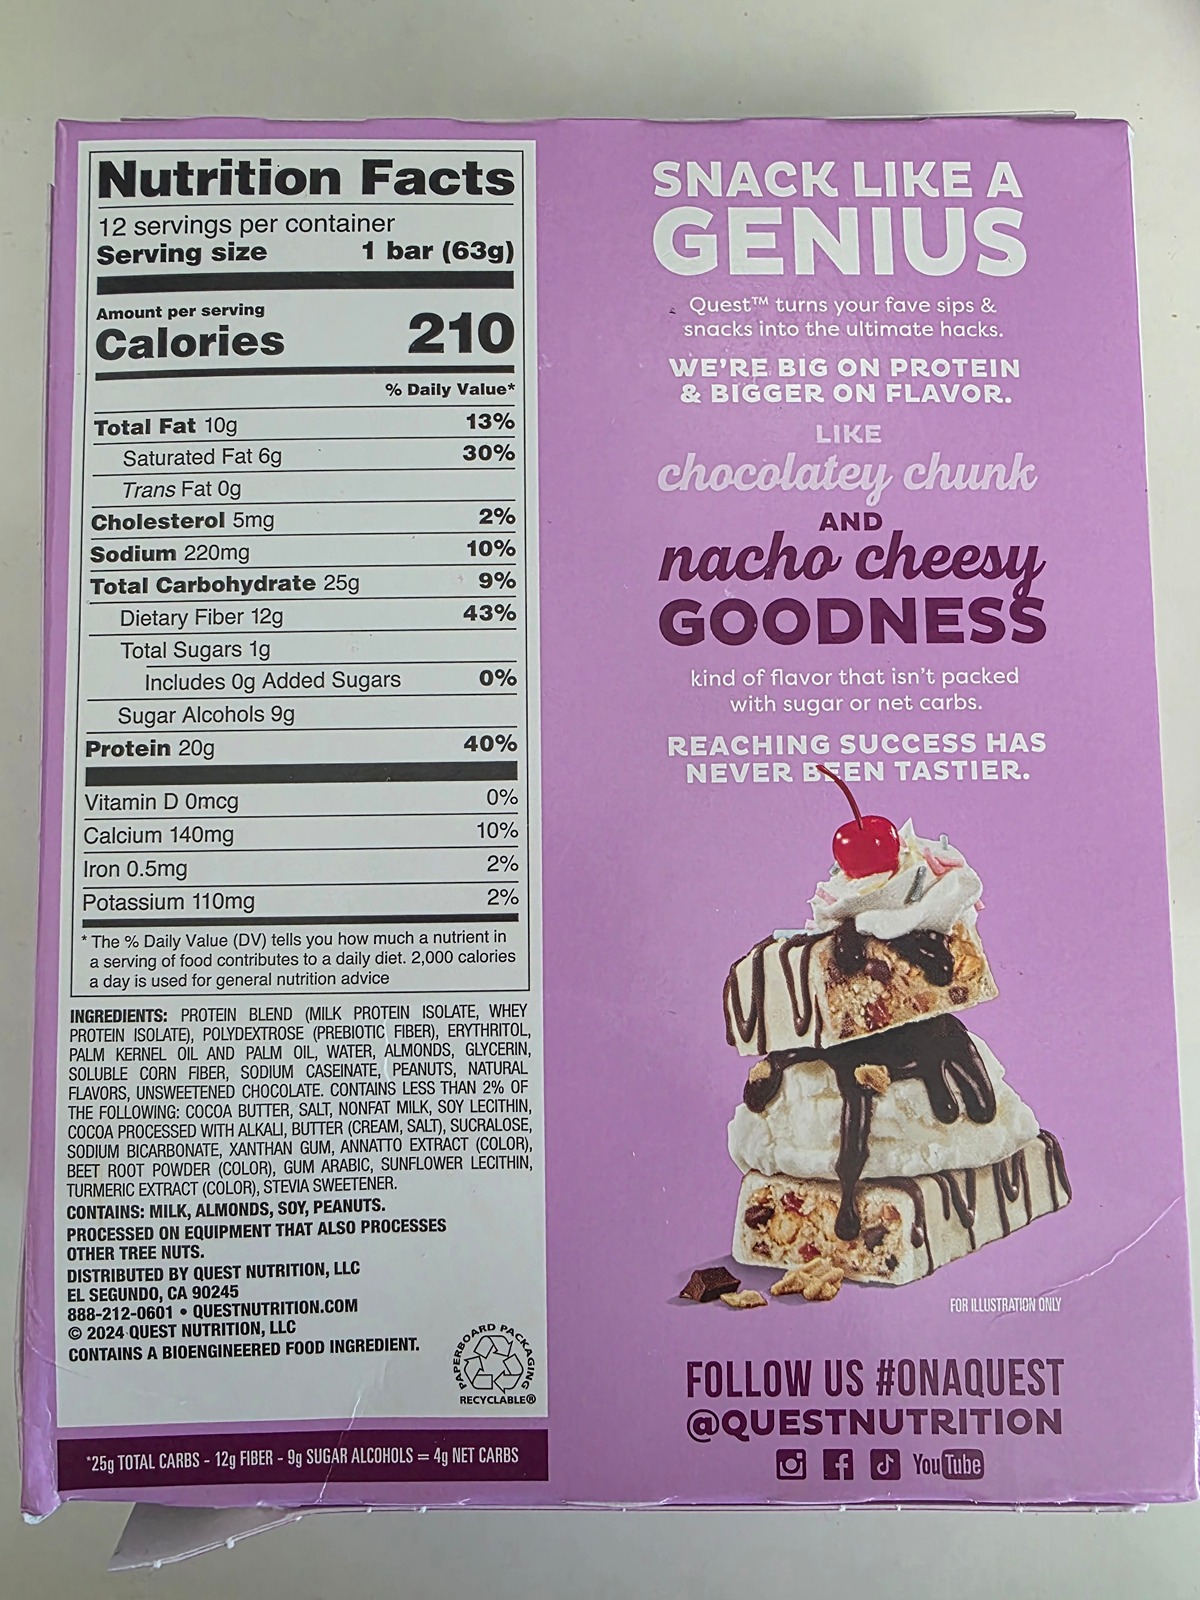 Nutrition Facts
12 servings per container
Serving size 1 bar (63g)
Amount per serving
Calories 210
% Daily Value*
Total Fat 10g 13%
Saturated Fat 6g 30%
Trans Fat 0g
Cholesterol 5mg 2%
Sodium 220mg 10%
Total Carbohydrate 25g 9%
Dietary Fiber 12g 43%
Total Sugars 1g
Includes 0g Added Sugars 0%
Sugar Alcohols 9g
Protein 20g 40%
Vitamin D 0mcg 0%
Calcium 140mg 10%
Iron 0.5mg 2%
Potassium 110mg 2%
* The % Daily Value (DV) tells you how much a nutrient in
a serving of food contributes to a daily diet. 2,000 calories
a day is used for general nutrition advice
INGREDIENTS: PROTEIN BLEND (MILK PROTEIN ISOLATE, WHEY
PROTEIN ISOLATE), POLYDEXTROSE (PREBIOTIC FIBER), ERYTHRITOL,
PALM KERNEL OIL AND PALM OIL, WATER, ALMONDS, GLYCERIN,
SOLUBLE CORN FIBER, SODIUM CASEINATE, PEANUTS, NATURAL
FLAVORS, UNSWEETENED CHOCOLATE. CONTAINS LESS THAN 2% OF
THE FOLLOWING: COCOA BUTTER, SALT, NONFAT MILK, SOY LECITHIN,
COCOA PROCESSED WITH ALKALI, BUTTER (CREAM, SALT), SUCRALOSE,
SODIUM BICARBONATE, XANTHAN GUM, ANNATTO EXTRACT (COLOR),
BEET ROOT POWDER (COLOR), GUM ARABIC, SUNFLOWER LECITHIN,
TURMERIC EXTRACT (COLOR), STEVIA SWEETENER.
CONTAINS: MILK, ALMONDS, SOY, PEANUTS.
PROCESSED ON EQUIPMENT THAT ALSO PROCESSES
OTHER TREE NUTS.
DISTRIBUTED BY QUEST NUTRITION, LLC
EL SEGUNDO, CA 90245
888-212-0601 • QUESTNUTRITION.COM
© 2024 QUEST NUTRITION, LLC
CONTAINS A BIOENGINEERED FOOD INGREDIENT.
PAPERBOARD PACKAGING
RECYCLABLE®
*25g TOTAL CARBS - 12g FIBER - 9g SUGAR ALCOHOLS = 4g NET CARBS
SNACK LIKE A
GENIUS
Quest™ turns your fave sips &
snacks into the ultimate hacks.
WE'RE BIG ON PROTEIN
& BIGGER ON FLAVOR.
LIKE
chocolatey chunk
AND
nacho cheesy
GOODNESS
kind of flavor that isn't packed
with sugar or net carbs.
REACHING SUCCESS HAS
NEVER BEEN TASTIER.
FOR ILLUSTRATION ONLY
FOLLOW US #ONAQUEST
@QUESTNUTRITION
YouTube